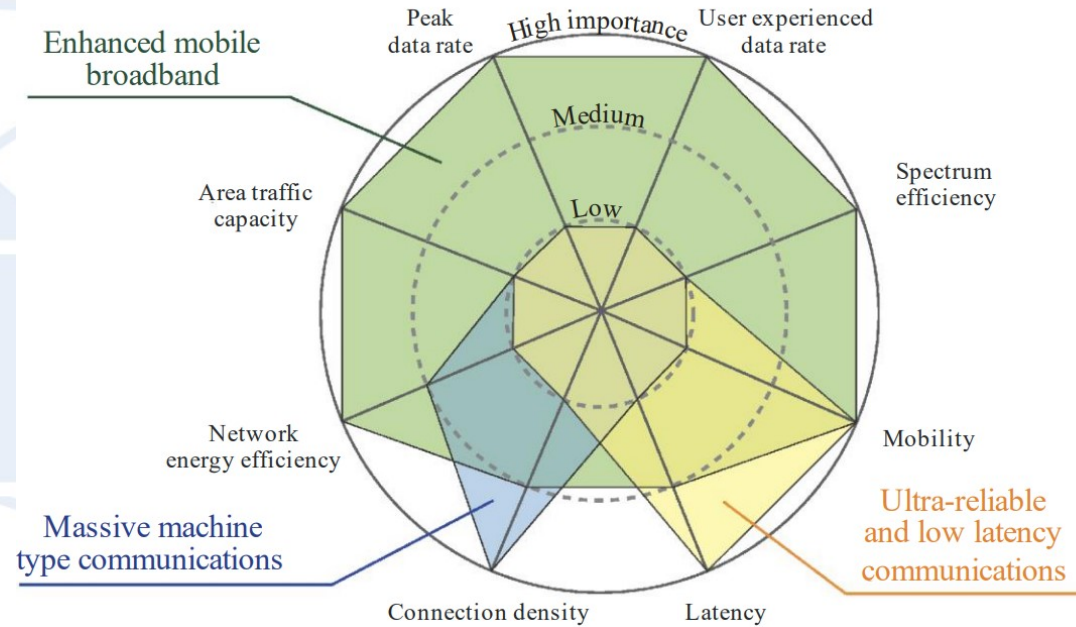 Peak
data rate
High importance
User experienced
data rate
Enhanced mobile
broadband
Medium
Area traffic
capacity
Low
Spectrum
efficiency
Network
energy efficiency
Mobility
Massive machine
type communications
Ultra-reliable
and low latency
communications
Connection density
Latency